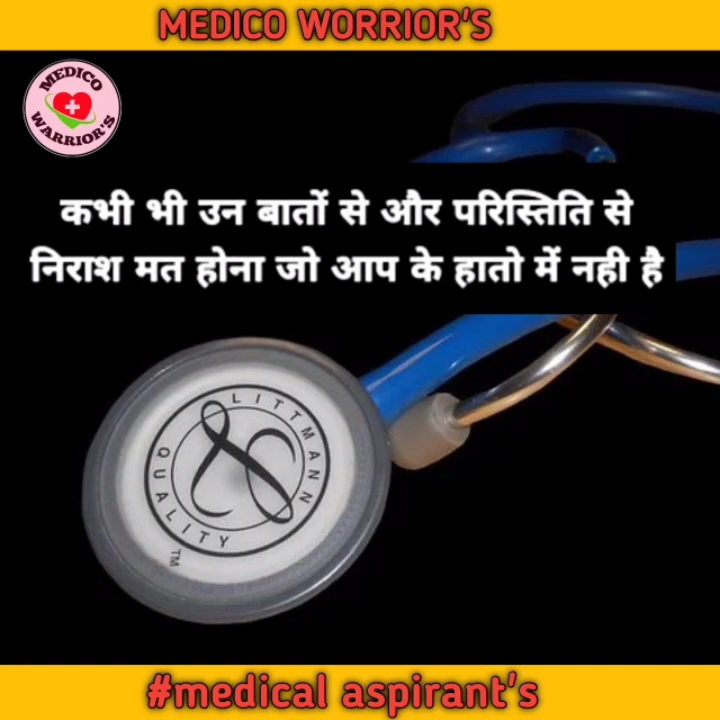 MEDICO WORRIOR'S
MEDICO
WARRIOR'S
कभी भी उन बातों से और परिस्तिति से
निराश मत होना जो आप के हातो में नही है
LITTMANN
QUALITY
TM
#medical aspirant's